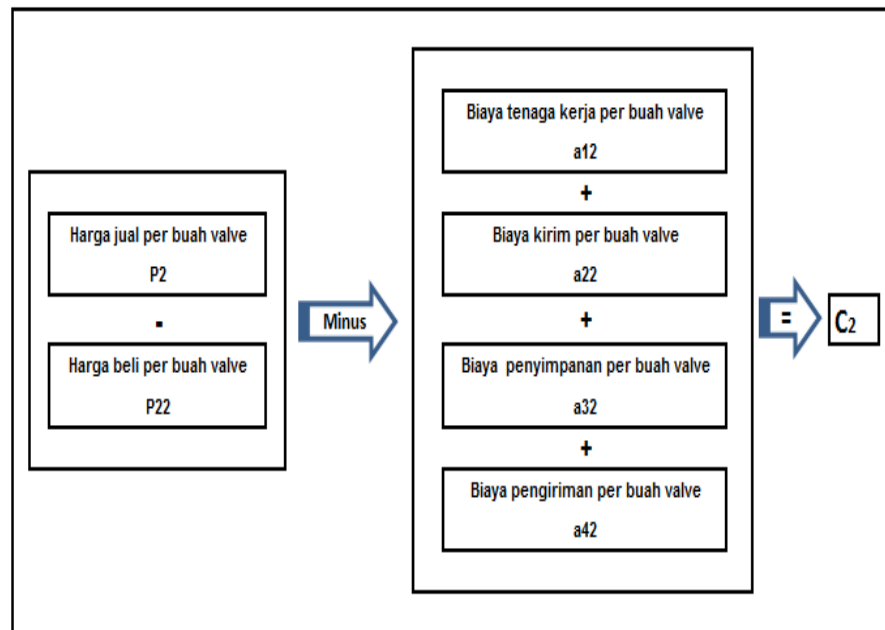 Harga jual per buah valve
P2
-
Harga beli per buah valve
P22
Minus
Biaya tenaga kerja per buah valve
a12
+
Biaya kirim per buah valve
a22
+
Biaya penyimpanan per buah valve
a32
+
Biaya pengiriman per buah valve
a42
=
C2